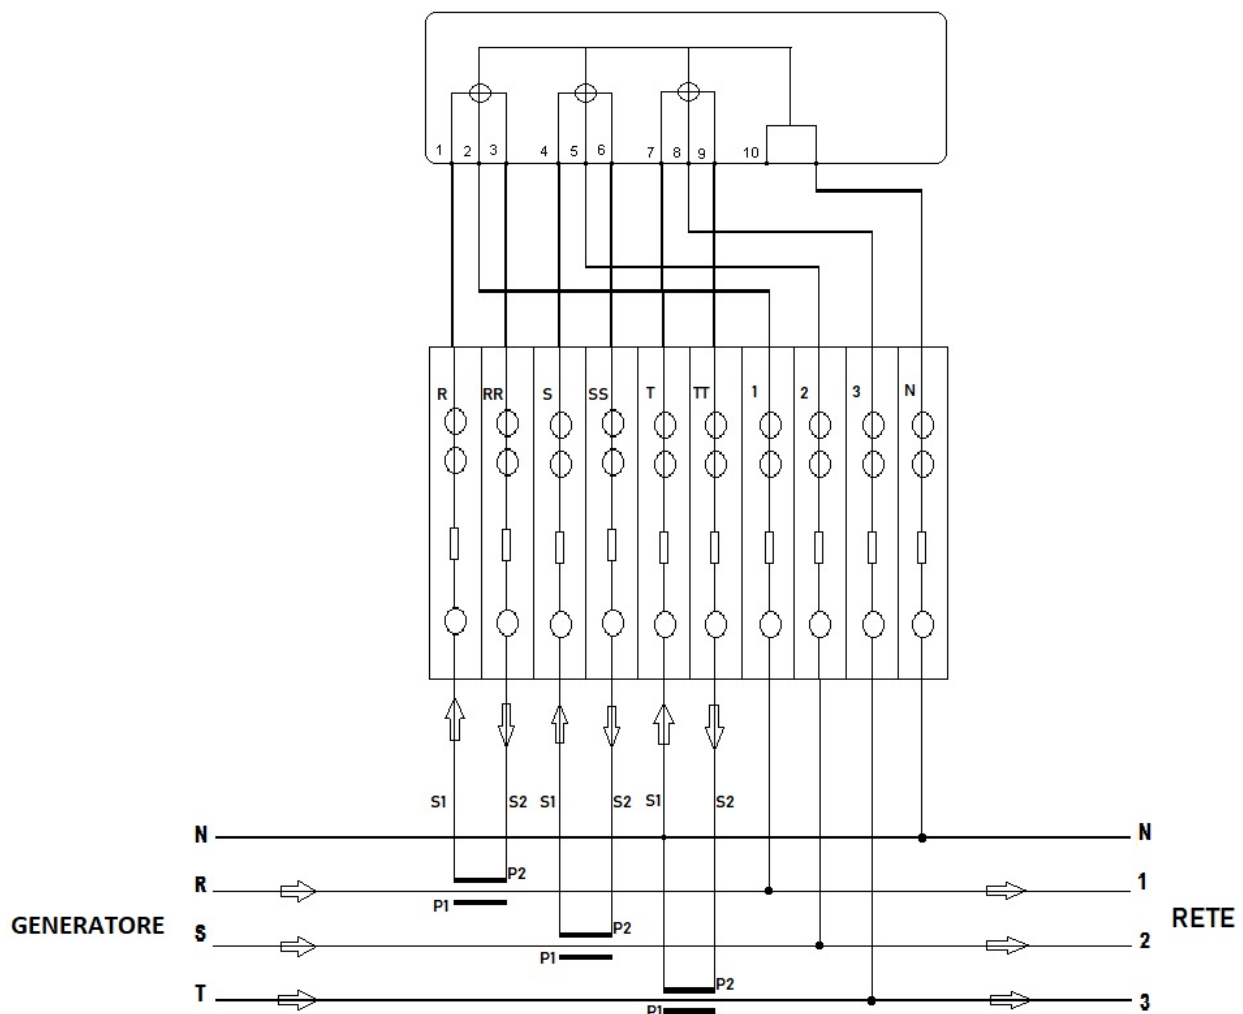 1 2 3 4 5 6 7 8 9 10
R RR S SS T TT 1 2 3 N
S1 S2 S1 S2 S1 S2
N N
P2
R 1
P1
GENERATORE RETE
P2
S 2
P1
P2
T 3
P1